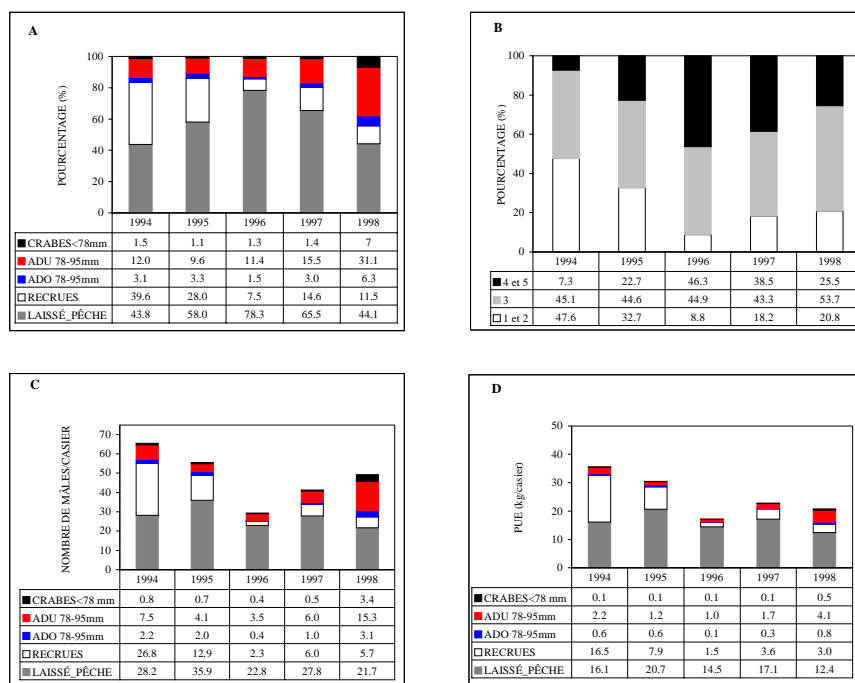 A
POURCENTAGE (%)
100
80
60
40
20
0
1994 1995 1996 1997 1998
CRABES<78mm 1.5 1.1 1.3 1.4 7
ADU 78-95mm 12.0 9.6 11.4 15.5 31.1
ADO 78-95mm 3.1 3.3 1.5 3.0 6.3
RECRUES 39.6 28.0 7.5 14.6 11.5
LAISSÉ_PÊCHE 43.8 58.0 78.3 65.5 44.1
B
POURCENTAGE (%)
100
80
60
40
20
0
1994 1995 1996 1997 1998
4 et 5 7.3 22.7 46.3 38.5 25.5
3 45.1 44.6 44.9 43.3 53.7
1 et 2 47.6 32.7 8.8 18.2 20.8
C
NOMBRE DE MÂLES/CASIER
70
60
50
40
30
20
10
0
1994 1995 1996 1997 1998
CRABES<78 mm 0.8 0.7 0.4 0.5 3.4
ADU 78-95mm 7.5 4.1 3.5 6.0 15.3
ADO 78-95mm 2.2 2.0 0.4 1.0 3.1
RECRUES 26.8 12.9 2.3 6.0 5.7
LAISSÉ_PÊCHE 28.2 35.9 22.8 27.8 21.7
D
PUE (kg/casier)
50
40
30
20
10
0
1994 1995 1996 1997 1998
CRABES<78 mm 0.1 0.1 0.1 0.1 0.5
ADU 78-95mm 2.2 1.2 1.0 1.7 4.1
ADO 78-95mm 0.6 0.6 0.1 0.3 0.8
RECRUES 16.5 7.9 1.5 3.6 3.0
LAISSÉ_PÊCHE 16.1 20.7 14.5 17.1 12.4